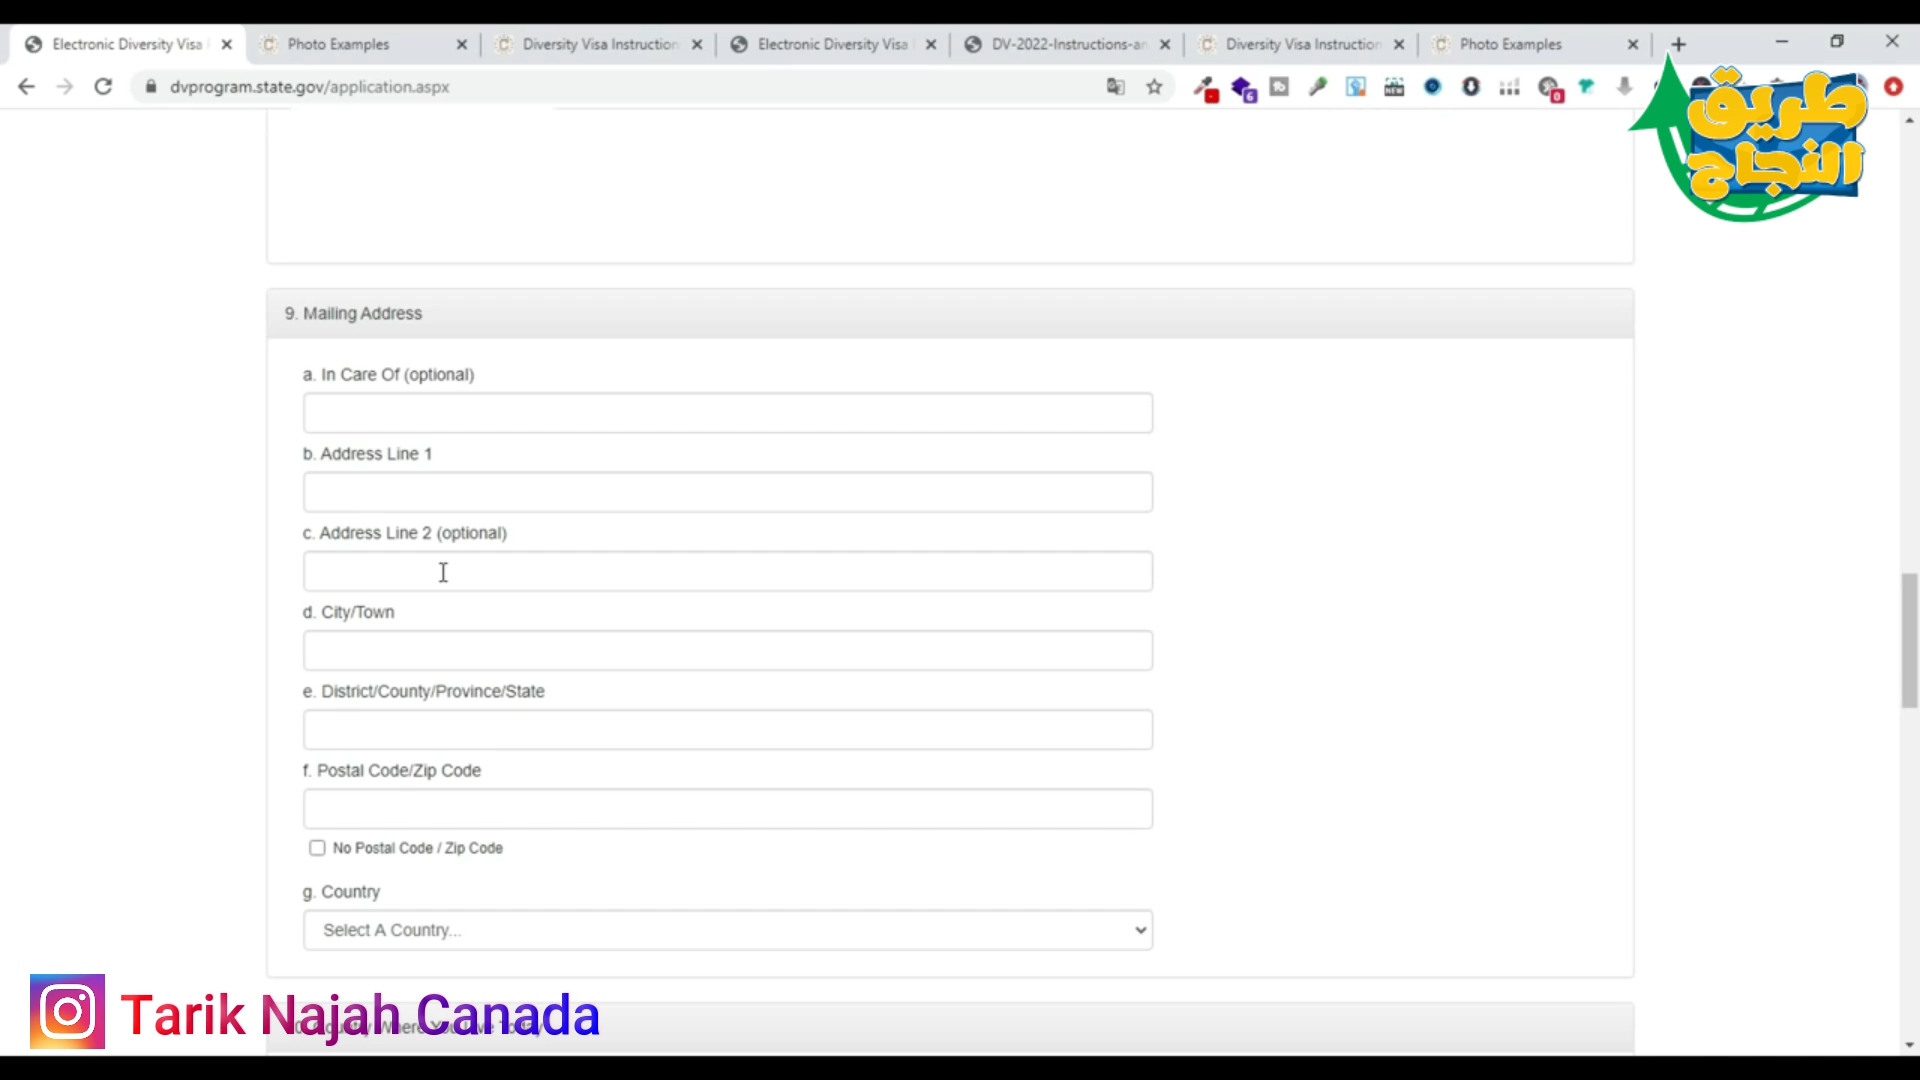 Electronic Diversity Visa
Photo Examples
Diversity Visa Instruction
Electronic Diversity Visa
DV-2022-Instructions-an
Diversity Visa Instruction
Photo Examples
dvprogram.state.gov/application.aspx
طريق
النجاح
9. Mailing Address
a. In Care Of (optional)
b. Address Line 1
c. Address Line 2 (optional)
d. City/Town
e. District/County/Province/State
f. Postal Code/Zip Code
No Postal Code / Zip Code
g. Country
Select A Country...
Tarik Najah Canada